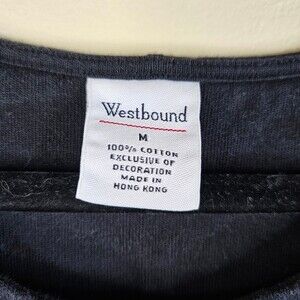 Westbound
M
100% COTTON
EXCLUSIVE OF
DECORATION
MADE IN
HONG KONG